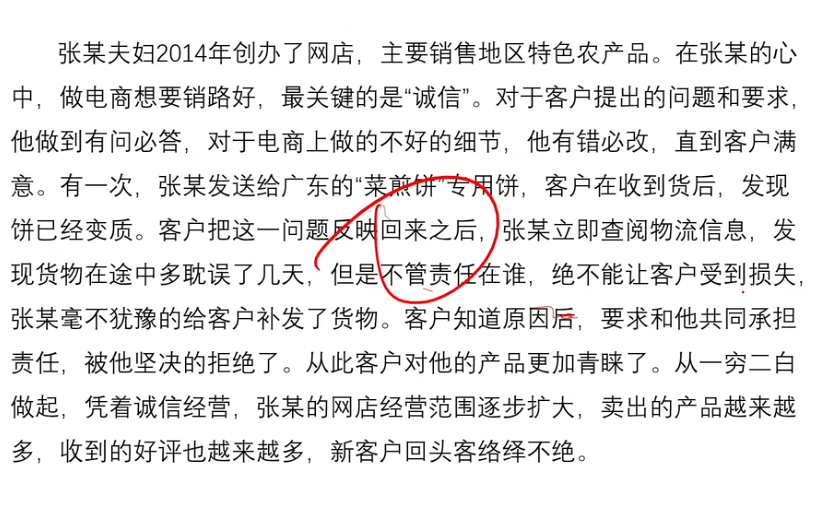 张某夫妇2014年创办了网店，主要销售地区特色农产品。在张某的心
中，做电商想要销路好，最关键的是“诚信”。对于客户提出的问题和要求，
他做到有问必答，对于电商上做的不好的细节，他有错必改，直到客户满
意。有一次，张某发送给广东的“菜煎饼”专用饼，客户在收到货后，发现
饼已经变质。客户把这一问题反映回来之后，张某立即查阅物流信息，发
现货物在途中多耽误了几天，但是不管责任在谁，绝不能让客户受到损失，
张某毫不犹豫的给客户补发了货物。客户知道原因后，要求和他共同承担
责任，被他坚决的拒绝了。从此客户对他的产品更加青睐了。从一穷二白
做起，凭着诚信经营，张某的网店经营范围逐步扩大，卖出的产品越来越
多，收到的好评也越来越多，新客户回头客络绎不绝。